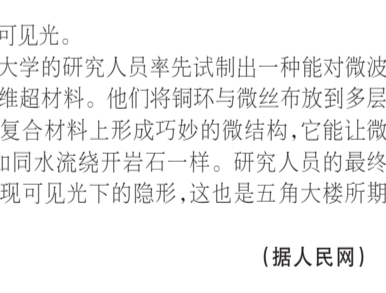 可见光。
大学的研究人员率先试制出一种能对微波
维超材料。他们将铜环与微丝布放到多层
复合材料上形成巧妙的微结构，它能让微
如同水流绕开岩石一样。研究人员的最终
现可见光下的隐形，这也是五角大楼所期
（据人民网）